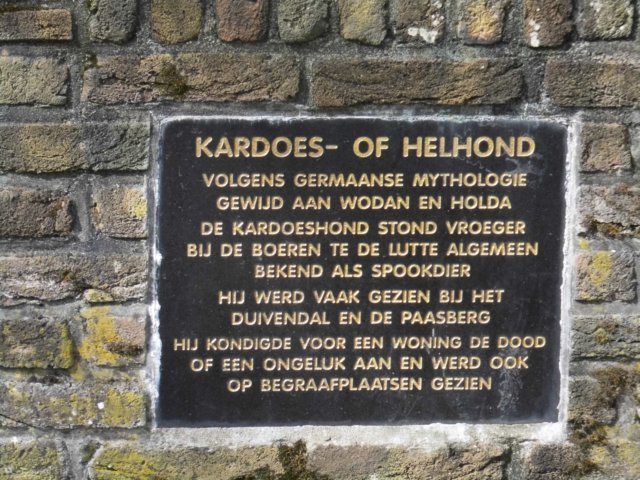 KARDOES- OF HELHOND
VOLGENS GERMAANSE MYTHOLOGIE
GEWIJD AAN WODAN EN HOLDA
DE KARDOESHOND STOND VROEGER
BIJ DE BOEREN TE DE LUTTE ALGEMEEN
BEKEND ALS SPOOKDIER
HIJ WERD VAAK GEZIEN BIJ HET
DUIVENDAL EN DE PAASBERG
HIJ KONDIGDE VOOR EEN WONING DE DOOD
OF EEN ONGELUK AAN EN WERD OOK
OP BEGRAAFPLAATSEN GEZIEN